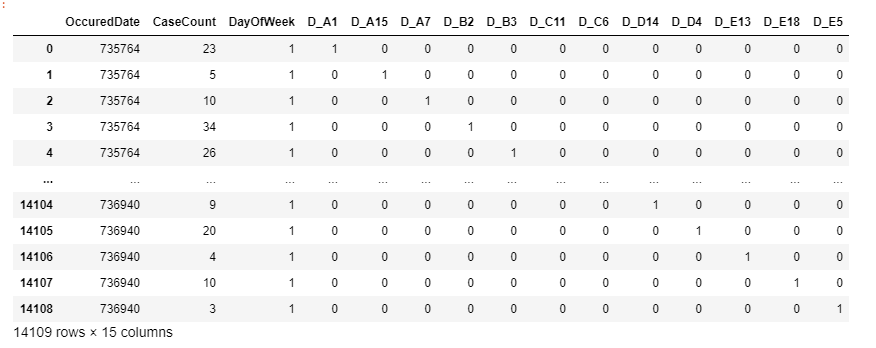 :
OccuredDate CaseCount DayOfWeek D_A1 D_A15 D_A7 D_B2 D_B3 D_C11 D_C6 D_D14 D_D4 D_E13 D_E18 D_E5
0 735764 23 1 1 0 0 0 0 0 0 0 0 0 0 0
1 735764 5 1 0 1 0 0 0 0 0 0 0 0 0 0
2 735764 10 1 0 0 1 0 0 0 0 0 0 0 0 0
3 735764 34 1 0 0 0 1 0 0 0 0 0 0 0 0
4 735764 26 1 0 0 0 0 1 0 0 0 0 0 0 0
... ... ... ... ... ... ... ... ... ... ... ... ... ... ... ...
14104 736940 9 1 0 0 0 0 0 0 0 1 0 0 0 0
14105 736940 20 1 0 0 0 0 0 0 0 0 1 0 0 0
14106 736940 4 1 0 0 0 0 0 0 0 0 0 1 0 0
14107 736940 10 1 0 0 0 0 0 0 0 0 0 0 1 0
14108 736940 3 1 0 0 0 0 0 0 0 0 0 0 0 1
14109 rows × 15 columns